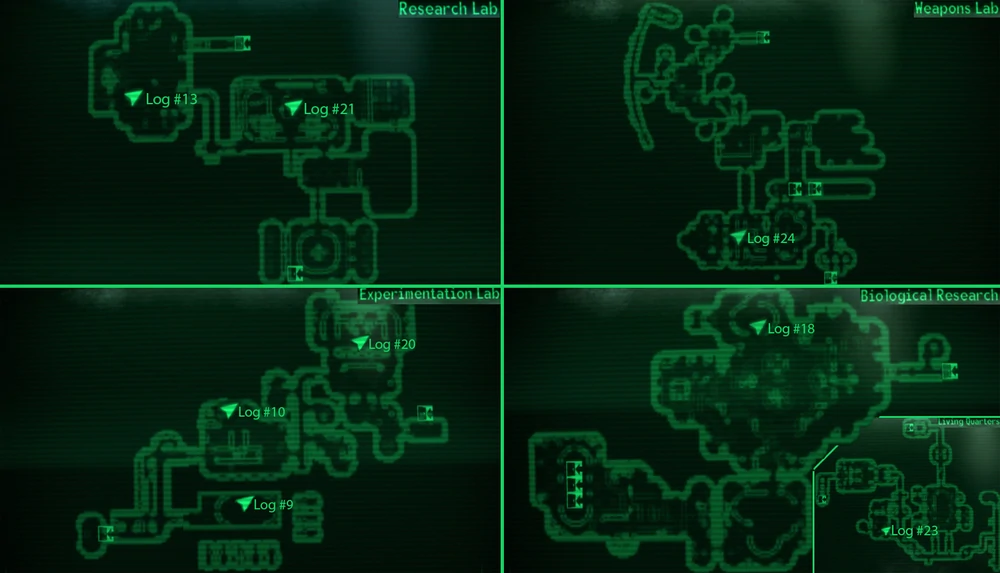 Research Lab
Log #13
Log #21
Weapons Lab
Log #24
Experimentation Lab
Log #20
Log #10
Log #9
Biological Research
Log #18
Living Quarters
Log #23